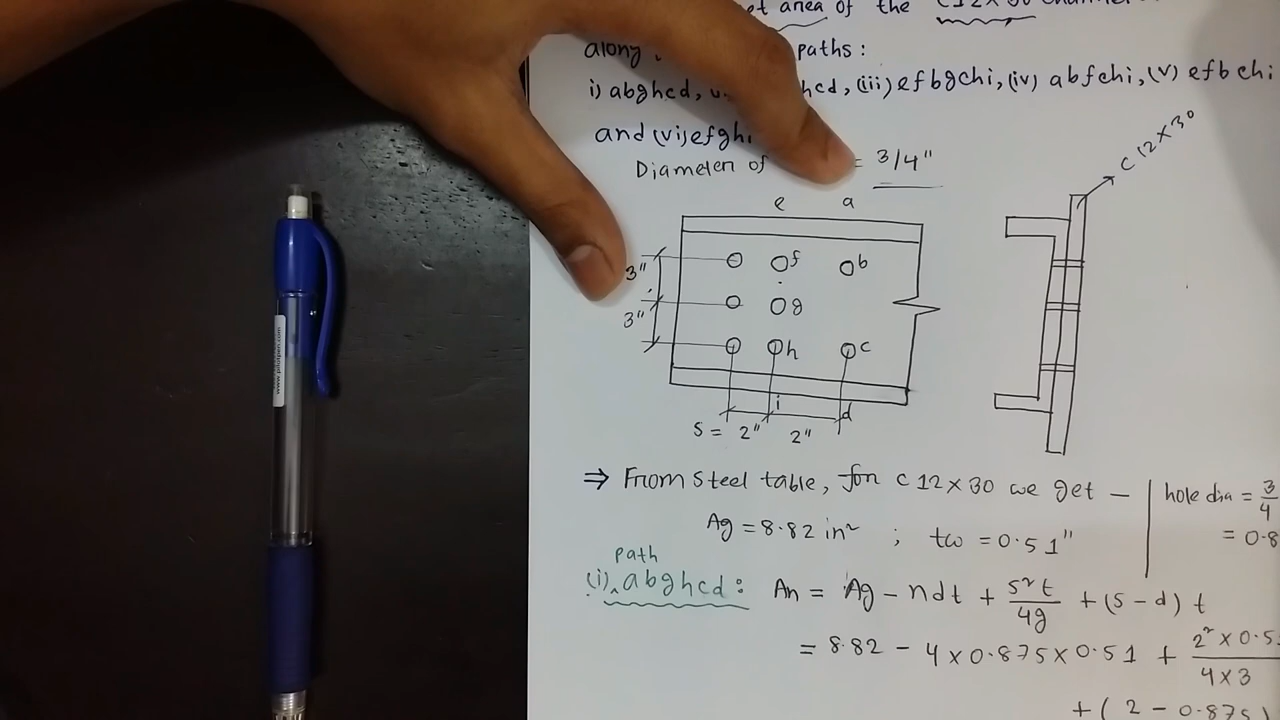 area of the
along paths:
i) abghcd, hcd, (iii) efbgchi, (iv) abfchi, (v) efbchi
and (vi) efghi
Diameter of = 3/4"
C 12 X 30
e a
f b
3"
g
3"
h c
i d
S = 2" 2"
⇒ From steel table, for C 12 X 30 we get —
hole dia = 3/4
Ag = 8.82 in² ; tw = 0.51"
= 0.8
path
(i) abghcd: An = Ag - ndt + s²t/4g + (s-d) t
= 8.82 - 4 X 0.875 X 0.51 + 2² X 0.5/4 X 3
+ ( 2 - 0.875)
www.pilotpen.com